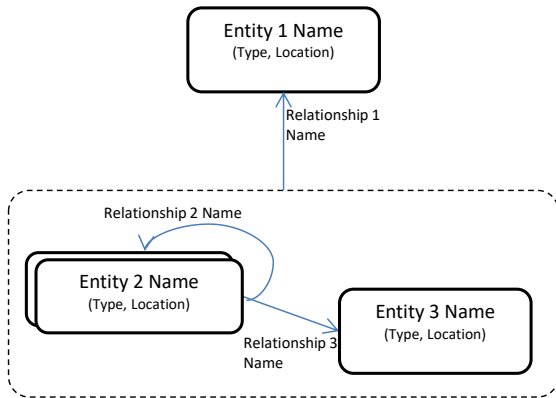 Entity 1 Name
(Type, Location)
Relationship 1
Name
Relationship 2 Name
Entity 2 Name
(Type, Location)
Entity 3 Name
(Type, Location)
Relationship 3
Name